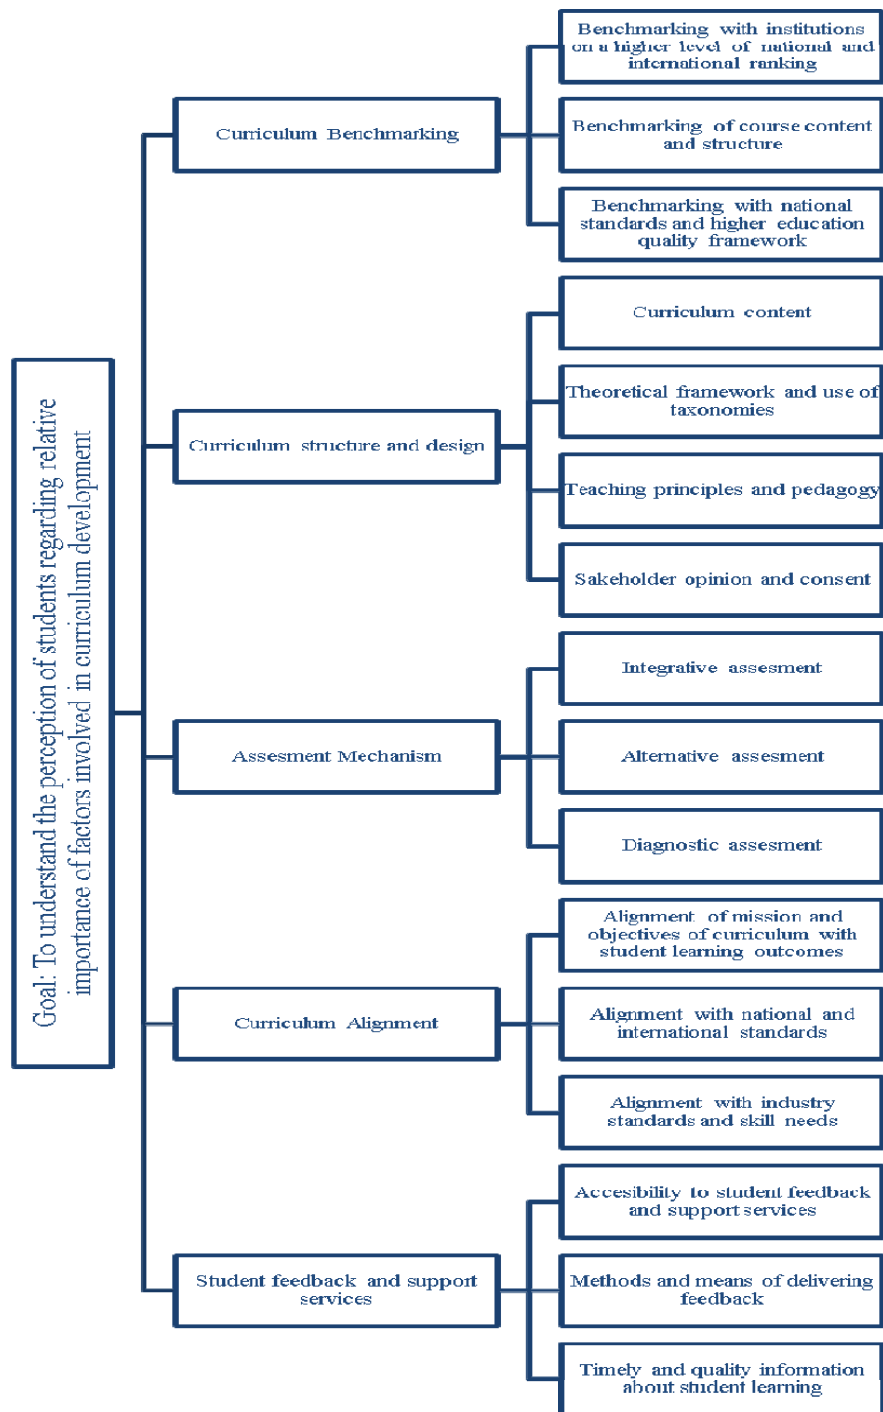 Goal: To understand the perception of students regarding relative
importance of factors involved in curriculum development
Curriculum Benchmarking
Benchmarking with institutions
on a higher level of national and
international ranking
Benchmarking of course content
and structure
Benchmarking with national
standards and higher education
quality framework
Curriculum structure and design
Curriculum content
Theoretical framework and use of
taxonomies
Teaching principles and pedagogy
Sakeholder opinion and consent
Assesment Mechanism
Integrative assesment
Alternative assesment
Diagnostic assesment
Curriculum Alignment
Alignment of mission and
objectives of curriculum with
student learning outcomes
Alignment with national and
international standards
Alignment with industry
standards and skill needs
Student feedback and support
services
Accesibility to student feedback
and support services
Methods and means of delivering
feedback
Timely and quality information
about student learning